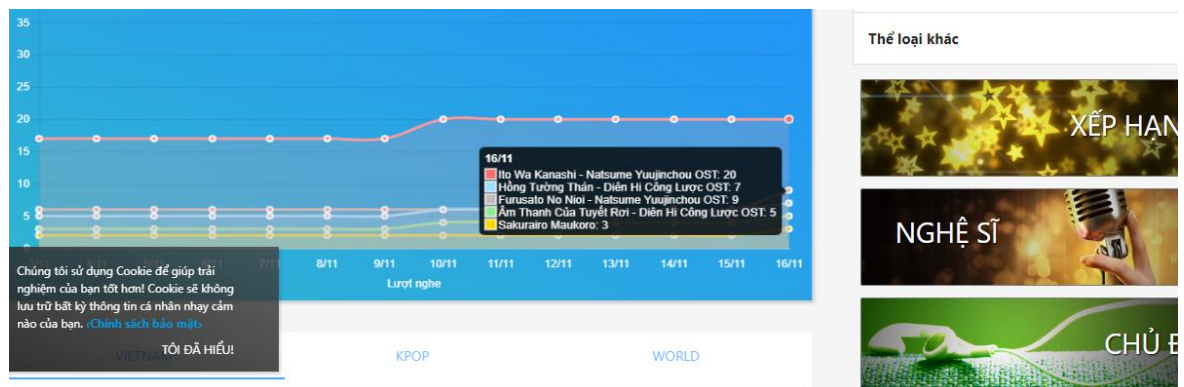 35
30
25
20
15
10
5
0
16/11
Ito Wa Kanashi - Natsume Yuujinchou OST: 20
Hồng Tường Thán - Diên Hi Công Lược OST: 7
Furusato No Nioi - Natsume Yuujinchou OST: 9
Âm Thanh Của Tuyết Rơi - Diên Hi Công Lược OST: 5
Sakurairo Maukoro: 3
8/11 9/11 10/11 11/11 12/11 13/11 14/11 15/11 16/11
Lượt nghe
Chúng tôi sử dụng Cookie để giúp trải
nghiệm của bạn tốt hơn! Cookie sẽ không
lưu trữ bất kỳ thông tin cá nhân nhạy cảm
nào của bạn. ‹Chính sách bảo mật›
TÔI ĐÃ HIỂU!
VIETNAM KPOP WORLD
Thể loại khác
XẾP HẠN
NGHỆ SĨ
CHỦ Đ